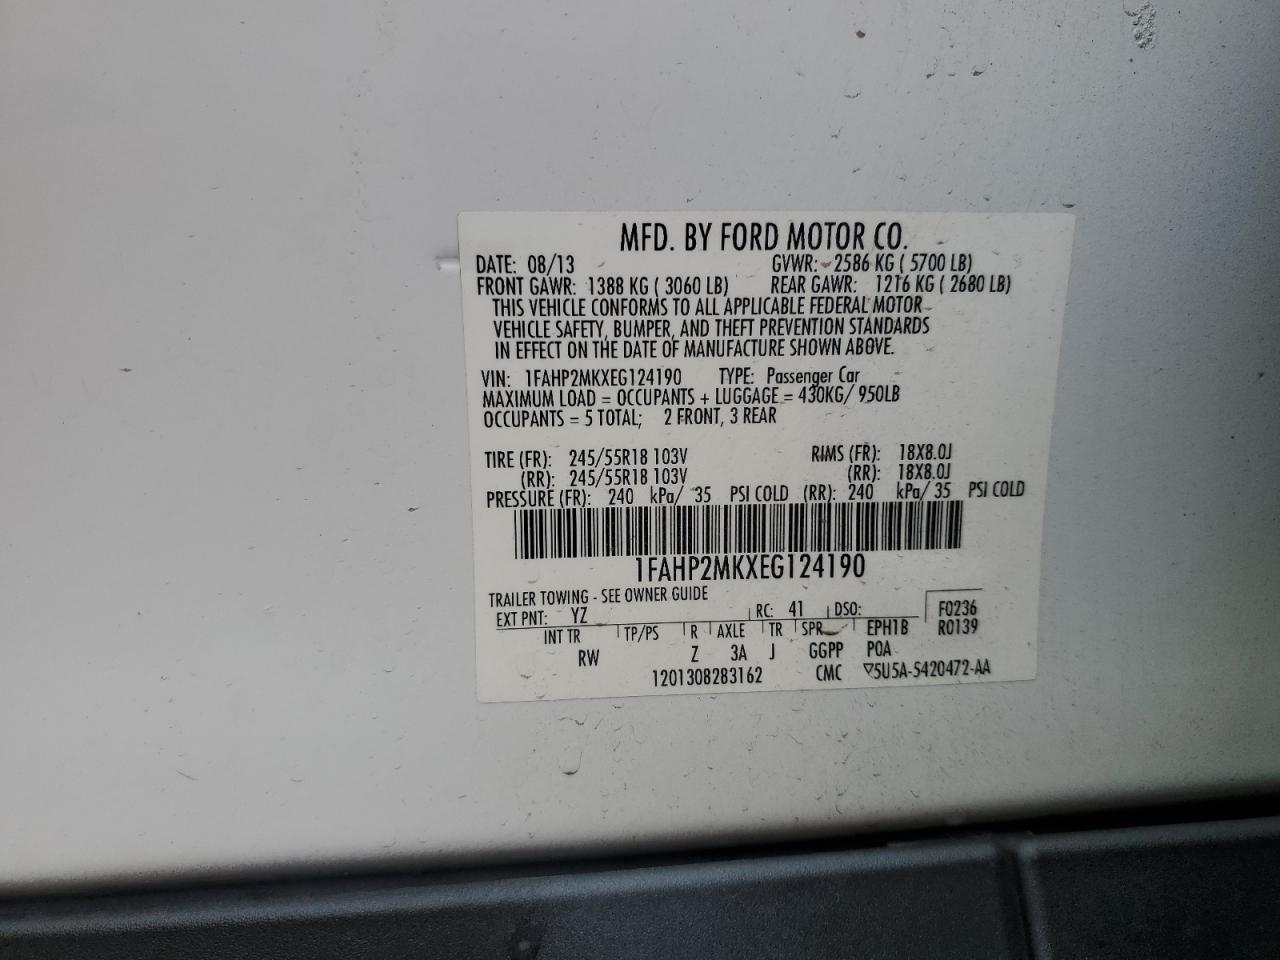 MFD. BY FORD MOTOR CO.
DATE: 08/13 GVWR: 2586 KG ( 5700 LB)
FRONT GAWR: 1388 KG ( 3060 LB) REAR GAWR: 1216 KG ( 2680 LB)
THIS VEHICLE CONFORMS TO ALL APPLICABLE FEDERAL MOTOR
VEHICLE SAFETY, BUMPER, AND THEFT PREVENTION STANDARDS
IN EFFECT ON THE DATE OF MANUFACTURE SHOWN ABOVE.
VIN: 1FAHP2MKXEG124190 TYPE: Passenger Car
MAXIMUM LOAD = OCCUPANTS + LUGGAGE = 430KG/ 950LB
OCCUPANTS = 5 TOTAL; 2 FRONT, 3 REAR
TIRE (FR): 245/55R18 103V RIMS (FR): 18X8.0J
(RR): 245/55R18 103V (RR): 18X8.0J
PRESSURE (FR): 240 kPa/ 35 PSI COLD (RR): 240 kPa/ 35 PSI COLD
1FAHP2MKXEG124190
TRAILER TOWING - SEE OWNER GUIDE
EXT PNT: YZ RC: 41 DSO: F0236
INT TR TP/PS R AXLE TR SPR EPH1B R0139
RW Z 3A J GGPP POA
1201308283162 CMC ▽5U5A-5420472-AA